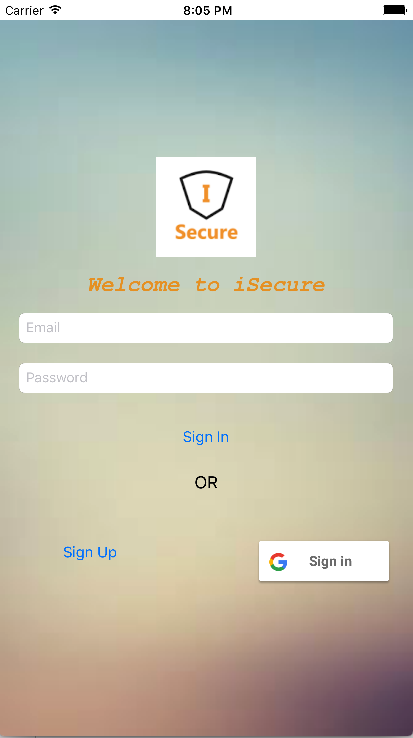 Carrier 8:05 PM
I
Secure
Welcome to iSecure
Email
Password
Sign In
OR
Sign Up
Sign in